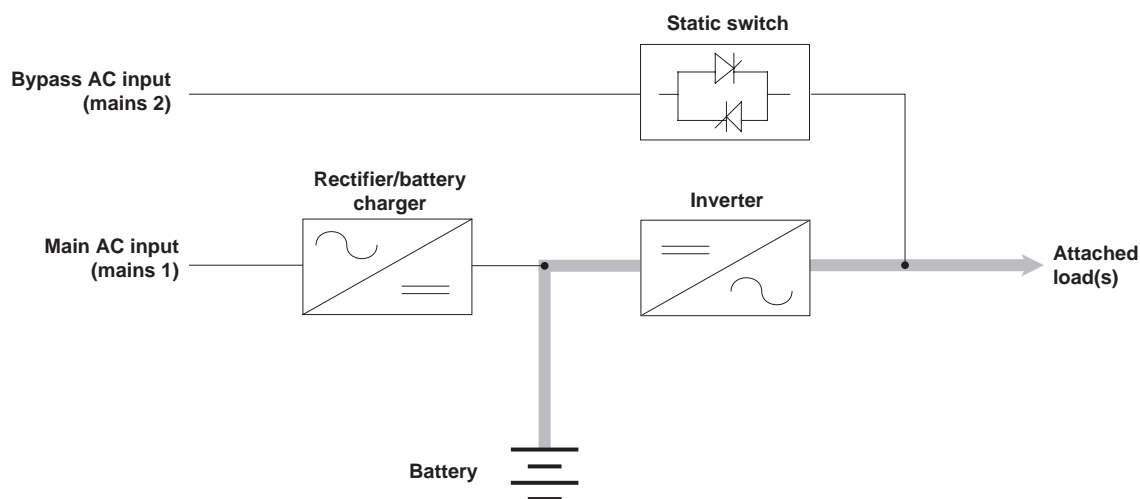 Static switch
Bypass AC input
(mains 2)
Rectifier/battery
charger
Inverter
Main AC input
(mains 1)
Attached
load(s)
Battery